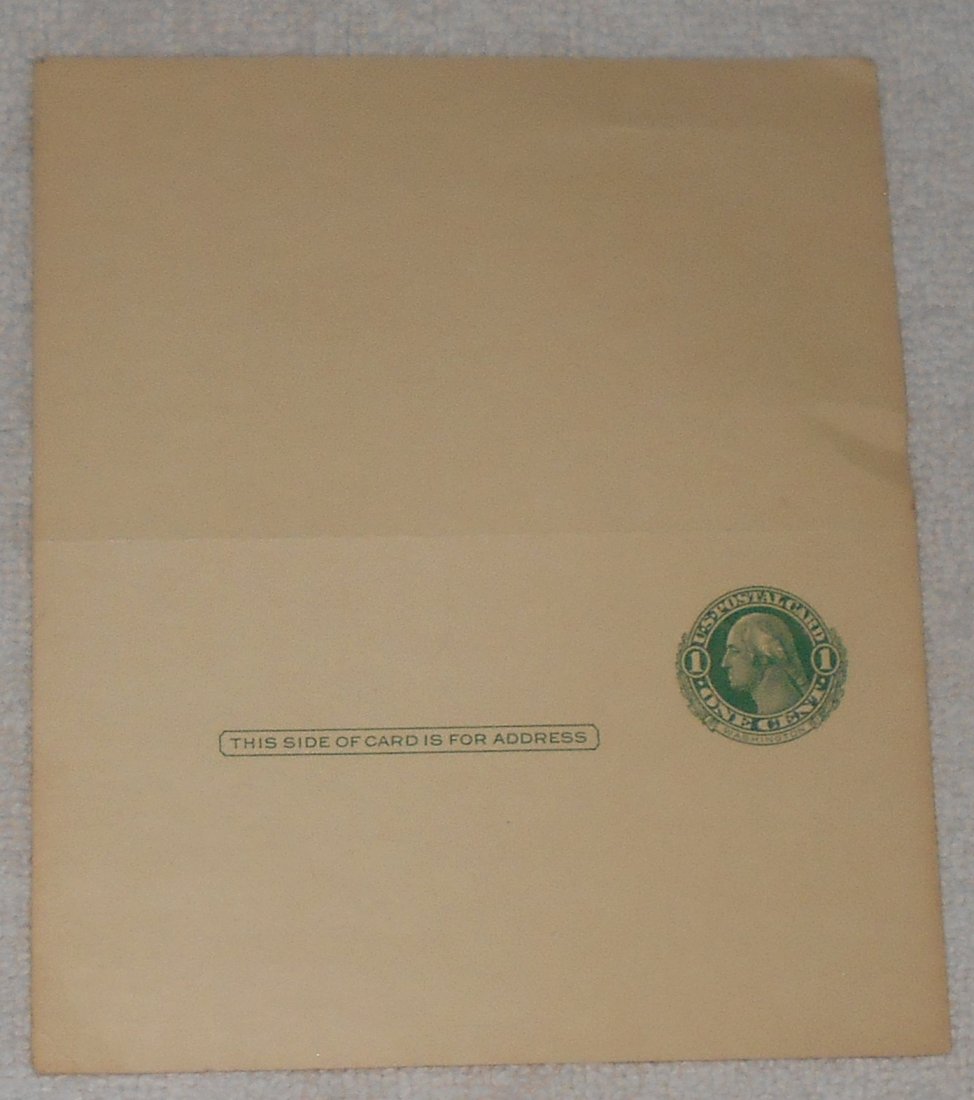 U.S. POSTAL CARD
1 1
ONE CENT
WASHINGTON
THIS SIDE OF CARD IS FOR ADDRESS